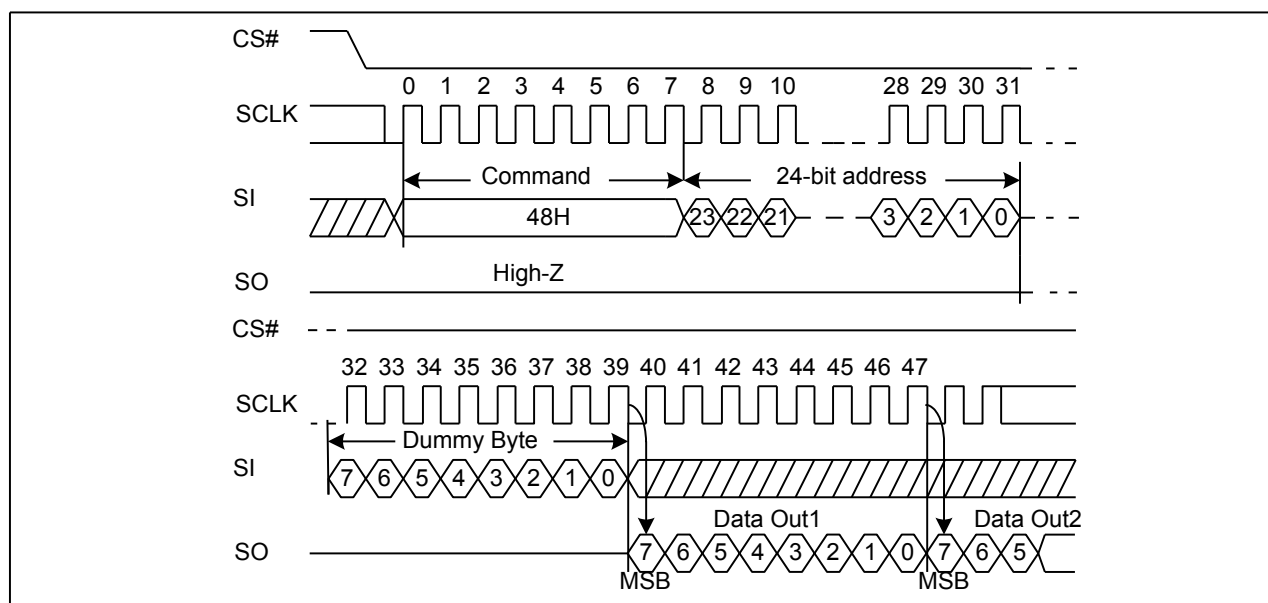 CS#
0 1 2 3 4 5 6 7 8 9 10 28 29 30 31
SCLK
Command 24-bit address
SI
48H 23 22 21 3 2 1 0
High-Z
SO
CS#
32 33 34 35 36 37 38 39 40 41 42 43 44 45 46 47
SCLK
Dummy Byte
SI
7 6 5 4 3 2 1 0
Data Out1 Data Out2
SO
7 6 5 4 3 2 1 0 7 6 5
MSB MSB